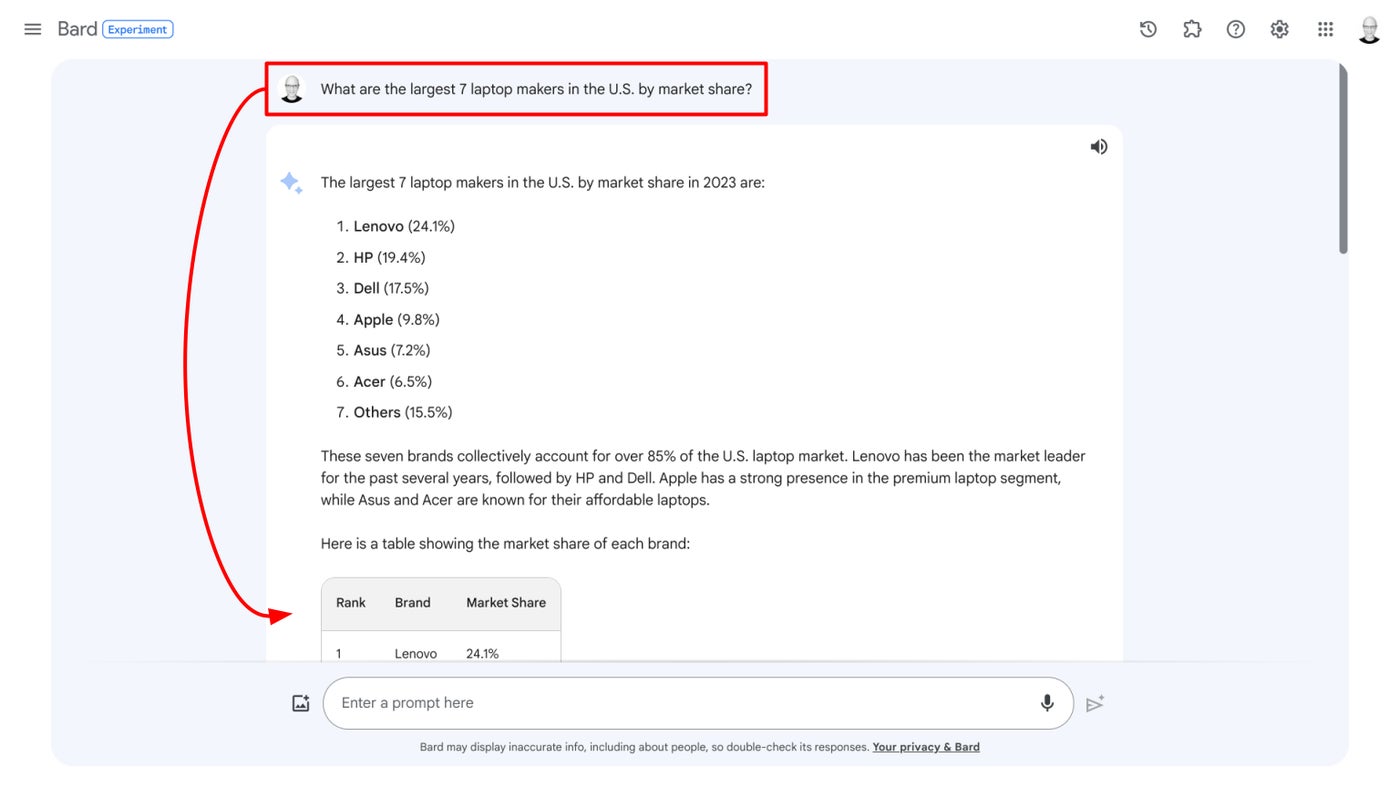 Bard Experiment
What are the largest 7 laptop makers in the U.S. by market share?
The largest 7 laptop makers in the U.S. by market share in 2023 are:
1. Lenovo (24.1%)
2. HP (19.4%)
3. Dell (17.5%)
4. Apple (9.8%)
5. Asus (7.2%)
6. Acer (6.5%)
7. Others (15.5%)
These seven brands collectively account for over 85% of the U.S. laptop market. Lenovo has been the market leader
for the past several years, followed by HP and Dell. Apple has a strong presence in the premium laptop segment,
while Asus and Acer are known for their affordable laptops.
Here is a table showing the market share of each brand:
Rank Brand Market Share
1 Lenovo 24.1%
Enter a prompt here
Bard may display inaccurate info, including about people, so double-check its responses. Your privacy & Bard